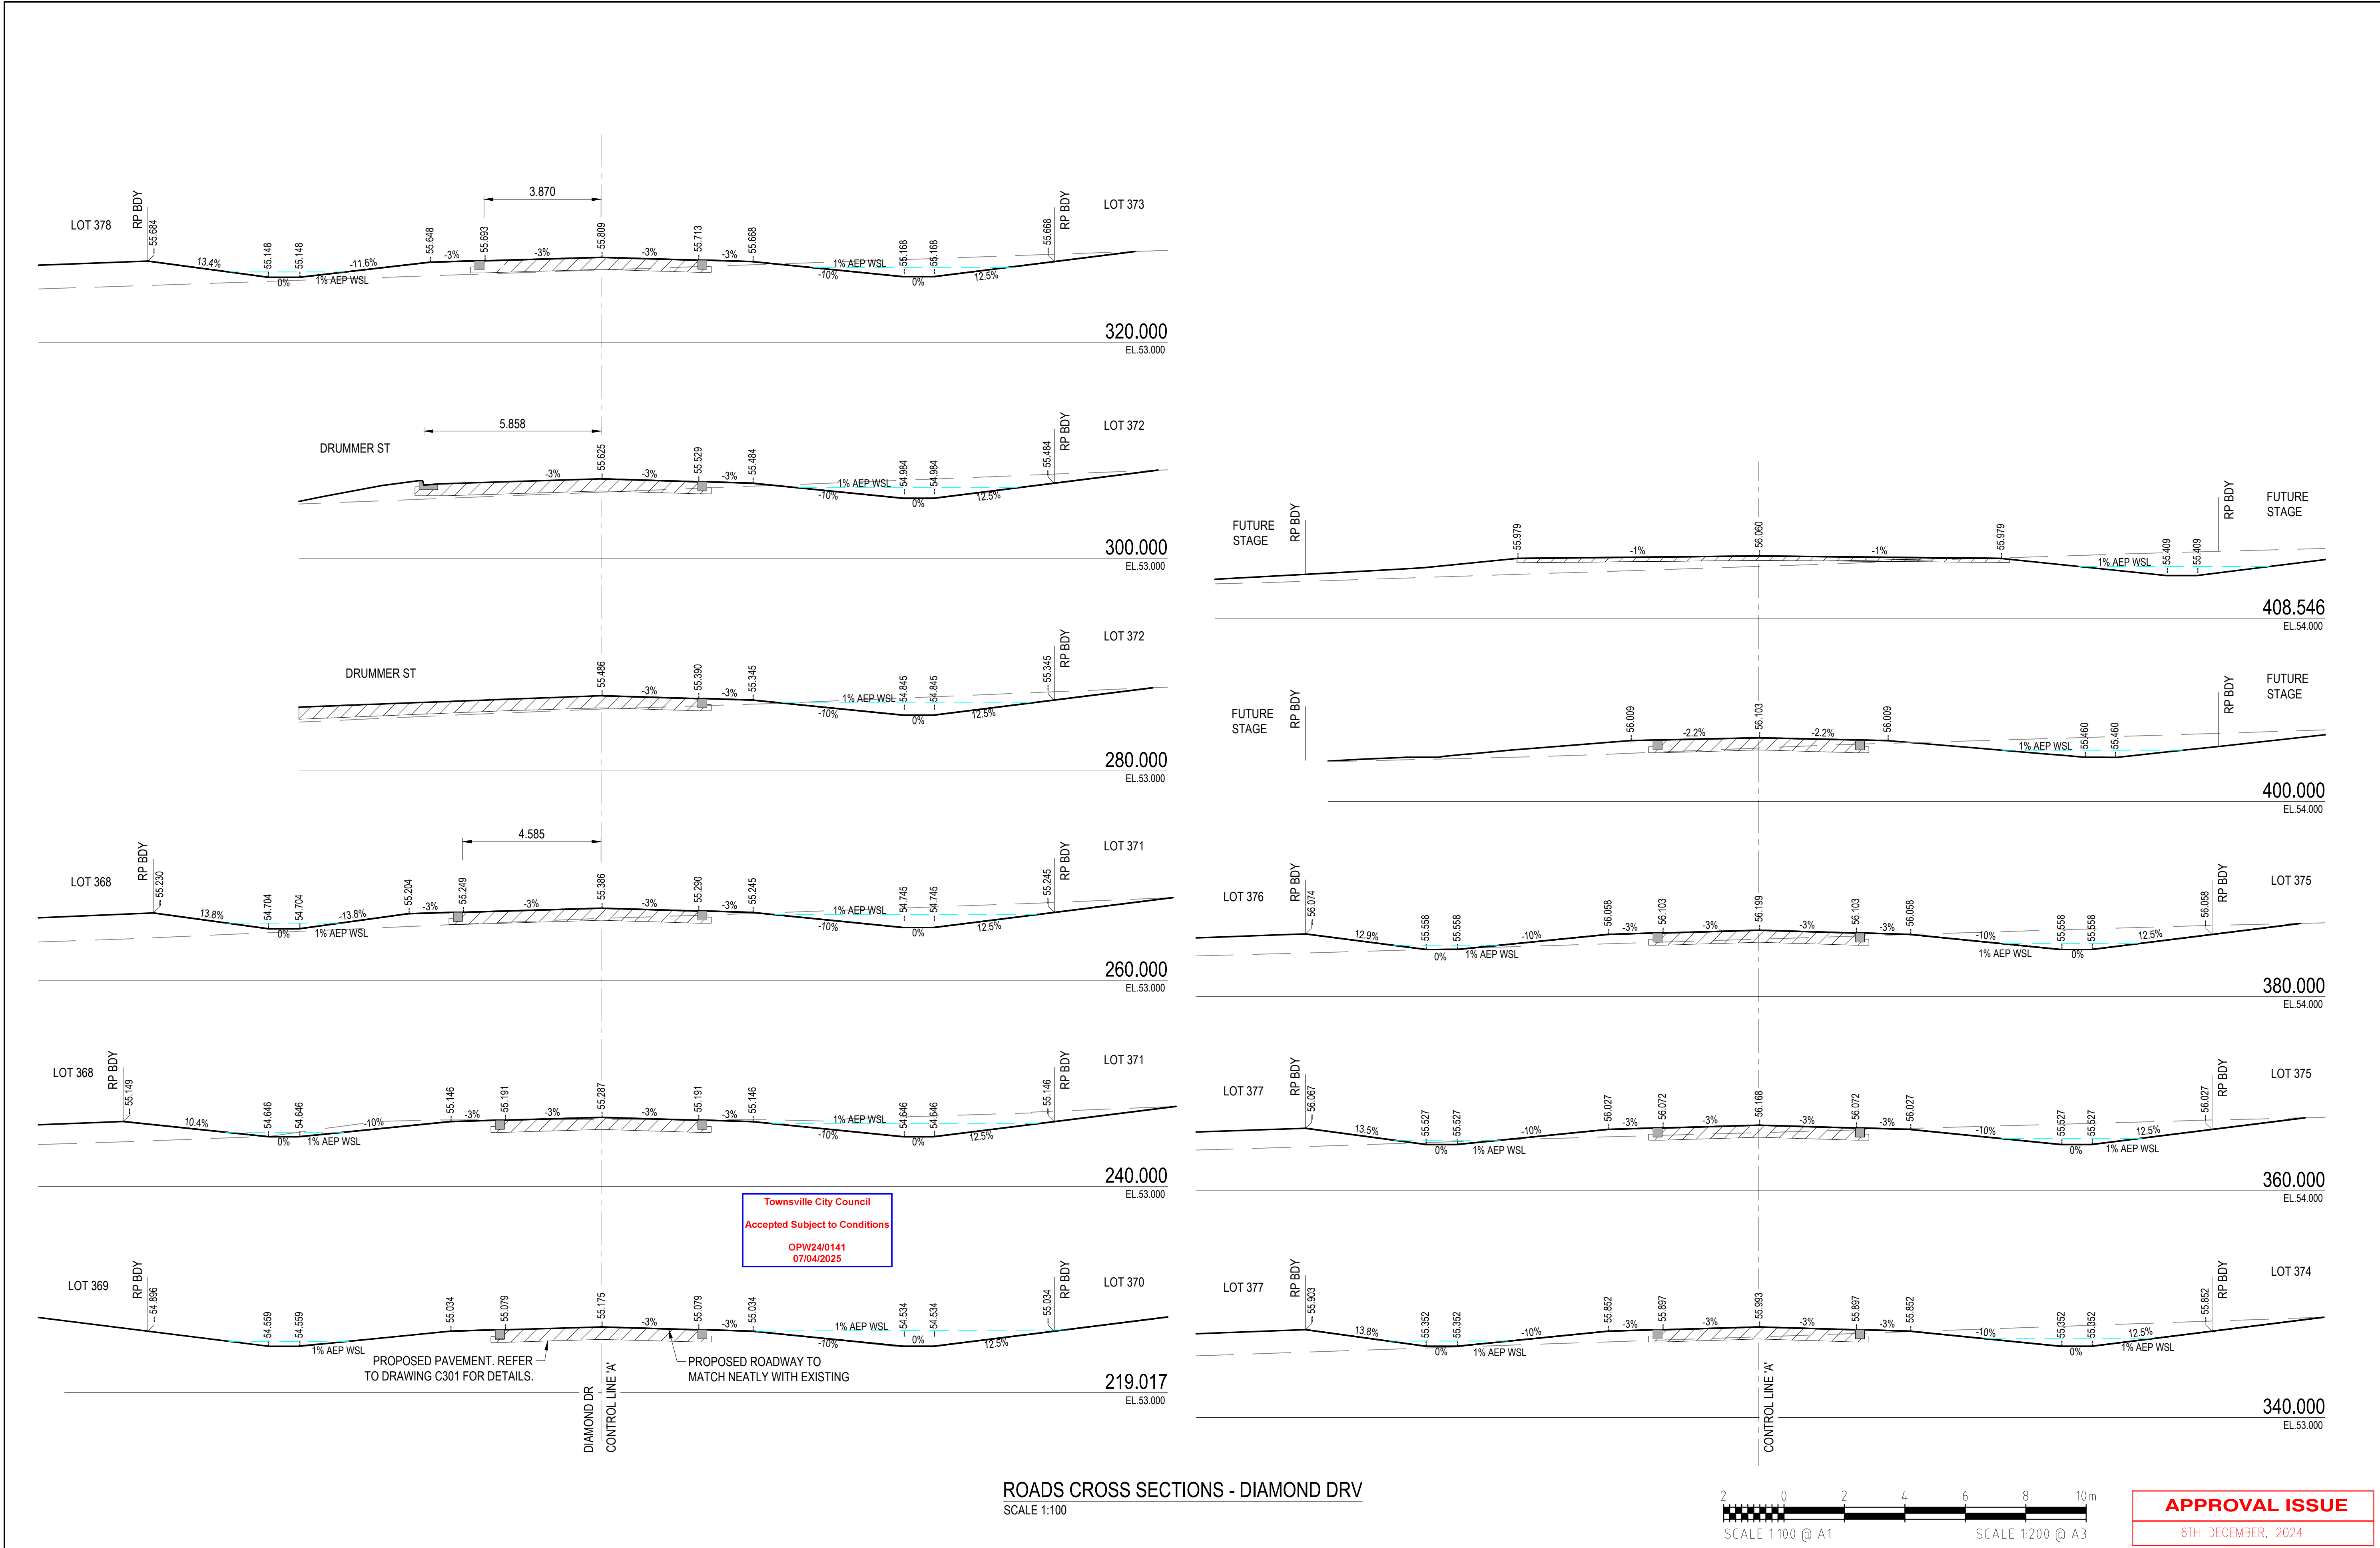 3.870
LOT 378
RP BDY
55.684
55.148
55.148
55.648
55.693
55.809
55.713
55.668
55.168
55.168
55.668
RP BDY
LOT 373
13.4%
0%
1% AEP WSL
-11.6%
-3%
-3%
-3%
-3%
1% AEP WSL
-10%
0%
12.5%
320.000
EL.53.000
5.858
DRUMMER ST
55.625
55.529
55.484
54.984
54.984
55.484
RP BDY
LOT 372
-3%
-3%
-3%
1% AEP WSL
-10%
0%
12.5%
300.000
EL.53.000
DRUMMER ST
55.486
55.390
55.345
54.845
54.845
55.345
RP BDY
LOT 372
-3%
-3%
1% AEP WSL
-10%
0%
12.5%
280.000
EL.53.000
4.585
LOT 368
RP BDY
55.230
54.704
54.704
55.204
55.249
55.386
55.290
55.245
54.745
54.745
55.245
RP BDY
LOT 371
13.8%
0%
1% AEP WSL
-13.8%
-3%
-3%
-3%
-3%
1% AEP WSL
-10%
0%
12.5%
260.000
EL.53.000
LOT 368
RP BDY
55.149
54.646
54.646
55.146
55.191
55.287
55.191
55.146
54.646
54.646
55.146
RP BDY
LOT 371
10.4%
0%
1% AEP WSL
-10%
-3%
-3%
-3%
-3%
1% AEP WSL
-10%
0%
12.5%
240.000
EL.53.000
Townsville City Council
Accepted Subject to Conditions
OPW24/0141
07/04/2025
LOT 369
RP BDY
54.896
54.559
54.559
55.034
55.079
55.175
55.079
55.034
54.534
54.534
55.034
RP BDY
LOT 370
1% AEP WSL
-3%
-3%
1% AEP WSL
-10%
0%
12.5%
PROPOSED PAVEMENT. REFER
TO DRAWING C301 FOR DETAILS.
PROPOSED ROADWAY TO
MATCH NEATLY WITH EXISTING
219.017
EL.53.000
DIAMOND DR
CONTROL LINE 'A'
FUTURE
STAGE
RP BDY
55.979
56.060
55.979
55.409
55.409
RP BDY
FUTURE
STAGE
-1%
-1%
1% AEP WSL
408.546
EL.54.000
FUTURE
STAGE
RP BDY
56.009
56.103
56.009
55.460
55.460
RP BDY
FUTURE
STAGE
-2.2%
-2.2%
1% AEP WSL
400.000
EL.54.000
LOT 376
RP BDY
56.074
55.558
55.558
56.058
56.103
56.199
56.103
56.058
55.558
55.558
56.058
RP BDY
LOT 375
12.9%
0%
1% AEP WSL
-10%
-3%
-3%
-3%
-3%
-10%
1% AEP WSL
0%
12.5%
380.000
EL.54.000
LOT 377
RP BDY
56.067
55.527
55.527
56.027
56.072
56.168
56.072
56.027
55.527
55.527
56.027
RP BDY
LOT 375
13.5%
0%
1% AEP WSL
-10%
-3%
-3%
-3%
-3%
-10%
0%
1% AEP WSL
12.5%
360.000
EL.54.000
LOT 377
RP BDY
55.903
55.352
55.352
55.852
55.897
55.993
55.897
55.852
55.352
55.352
55.852
RP BDY
LOT 374
13.8%
0%
1% AEP WSL
-10%
-3%
-3%
-3%
-3%
-10%
0%
1% AEP WSL
12.5%
340.000
EL.53.000
CONTROL LINE 'A'
ROADS CROSS SECTIONS - DIAMOND DRV
SCALE 1:100
2 0 2 4 6 8 10m
SCALE 1:100 @ A1
SCALE 1:200 @ A3
APPROVAL ISSUE
6TH DECEMBER, 2024